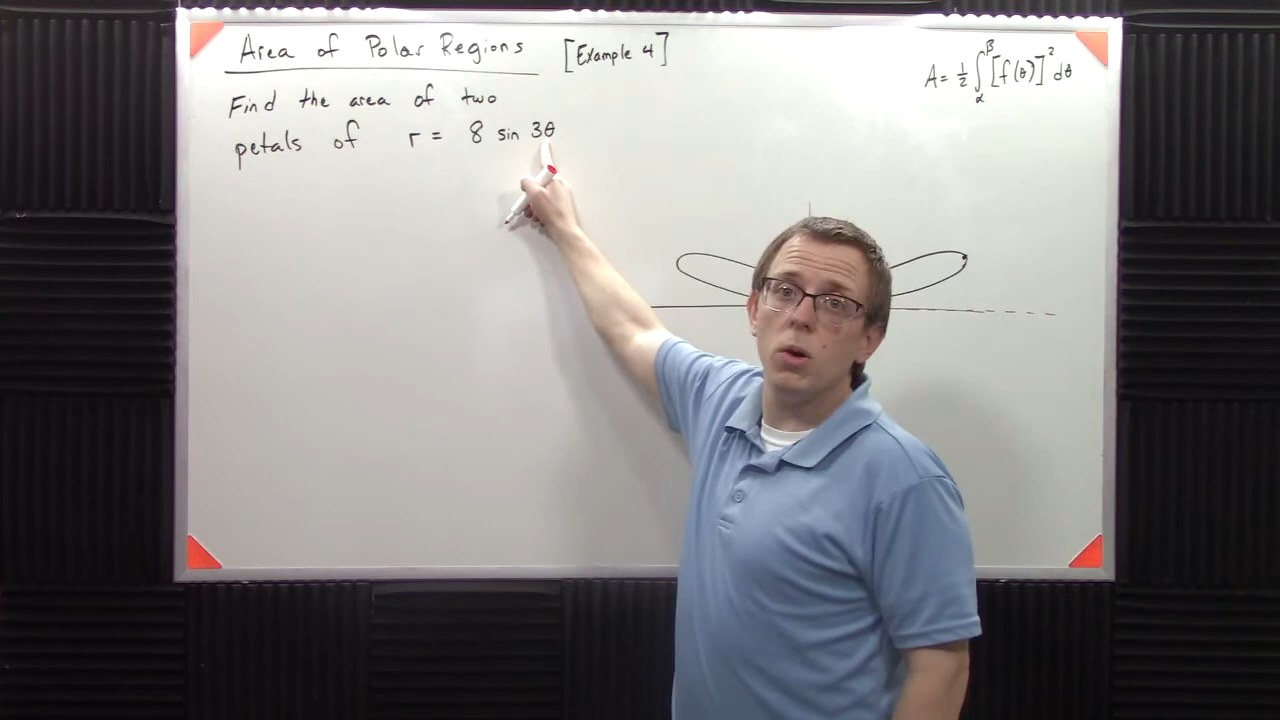 Area of Polar Regions [Example 4]
A = ½ ∫αβ [f(θ)]² dθ
Find the area of two
petals of r = 8 sin 3θ